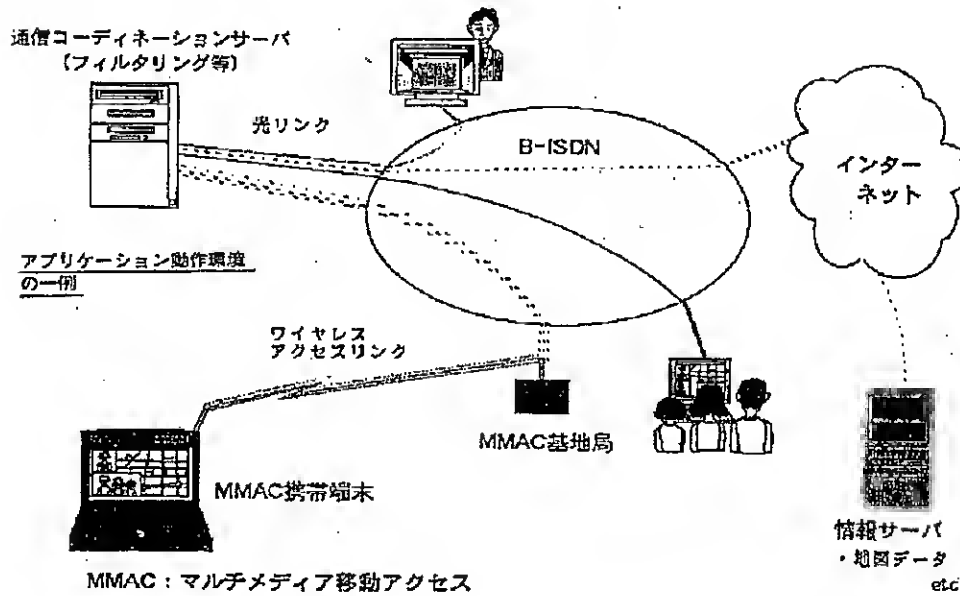 通信コーディネーションサーバ
(フィルタリング等)
光リンク
B-ISDN
インター
ネット
アプリケーション動作環境
の一例
ワイヤレス
アクセスリンク
MMAC基地局
MMAC携帯端末
情報サーバ
・地図データ
etc
MMAC：マルチメディア移動アクセス